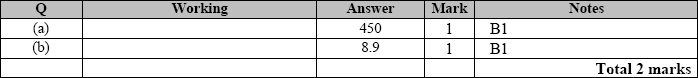 Q Working Answer Mark Notes
(a) 450 1 B1
(b) 8.9 1 B1
Total 2 marks